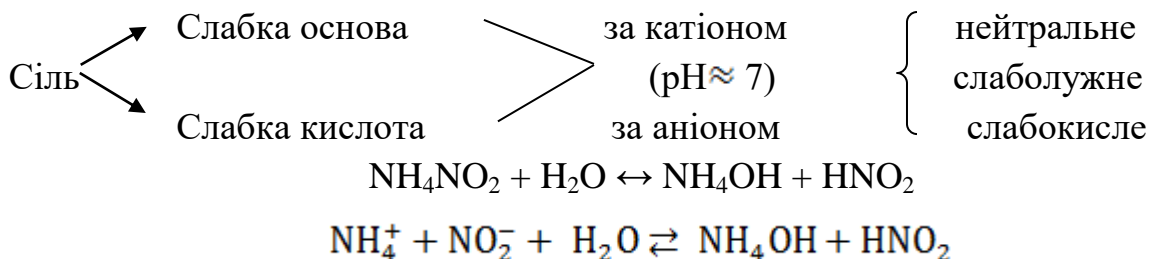 Слабка основа за катіоном нейтральне
Сіль (pH≈ 7) слаболужне
Слабка кислота за аніоном слабокисле
NH₄NO₂ + H₂O ↔ NH₄OH + HNO₂
NH₄⁺ + NO₂⁻ + H₂O ⇄ NH₄OH + HNO₂